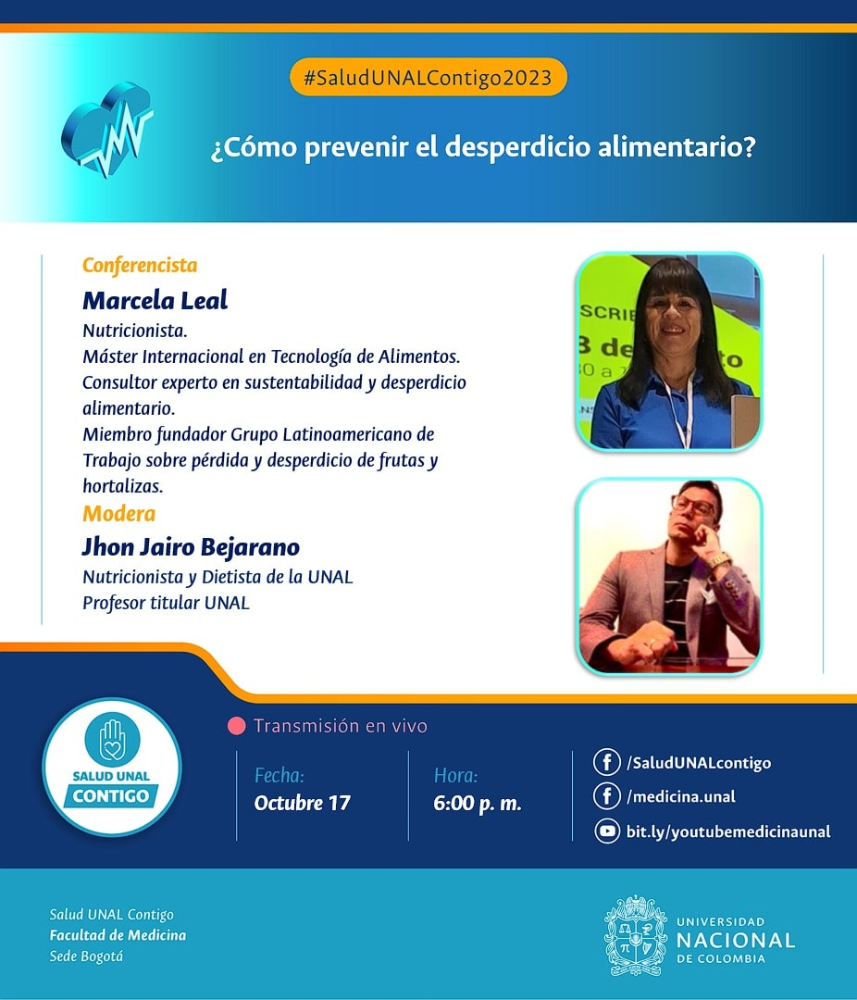 #SaludUNALContigo2023
¿Cómo prevenir el desperdicio alimentario?
Conferencista
Marcela Leal
Nutricionista.
Máster Internacional en Tecnología de Alimentos.
Consultor experto en sustentabilidad y desperdicio
alimentario.
Miembro fundador Grupo Latinoamericano de
Trabajo sobre pérdida y desperdicio de frutas y
hortalizas.
Modera
Jhon Jairo Bejarano
Nutricionista y Dietista de la UNAL
Profesor titular UNAL
SCRIB
8 de
to
Transmisión en vivo
Fecha:
Octubre 17
Hora:
6:00 p. m.
/SaludUNALcontigo
/medicina.unal
bit.ly/youtubemedicinaunal
SALUD UNAL
CONTIGO
Salud UNAL Contigo
Facultad de Medicina
Sede Bogotá
UNIVERSIDAD
NACIONAL
DE COLOMBIA